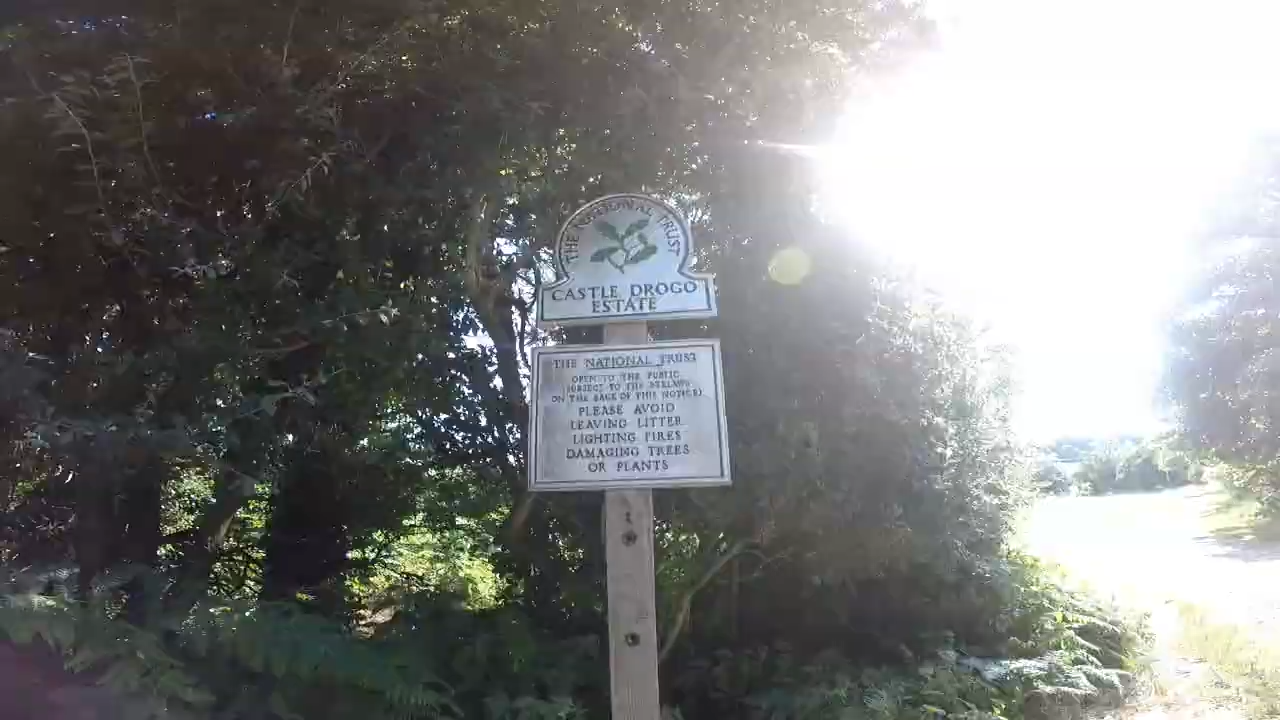 THE NATIONAL TRUST
CASTLE DROGO
ESTATE
THE NATIONAL TRUST
OPEN TO THE PUBLIC
(SUBJECT TO THE BYELAWS
ON THE BACK OF THIS NOTICE)
PLEASE AVOID
LEAVING LITTER
LIGHTING FIRES
DAMAGING TREES
OR PLANTS